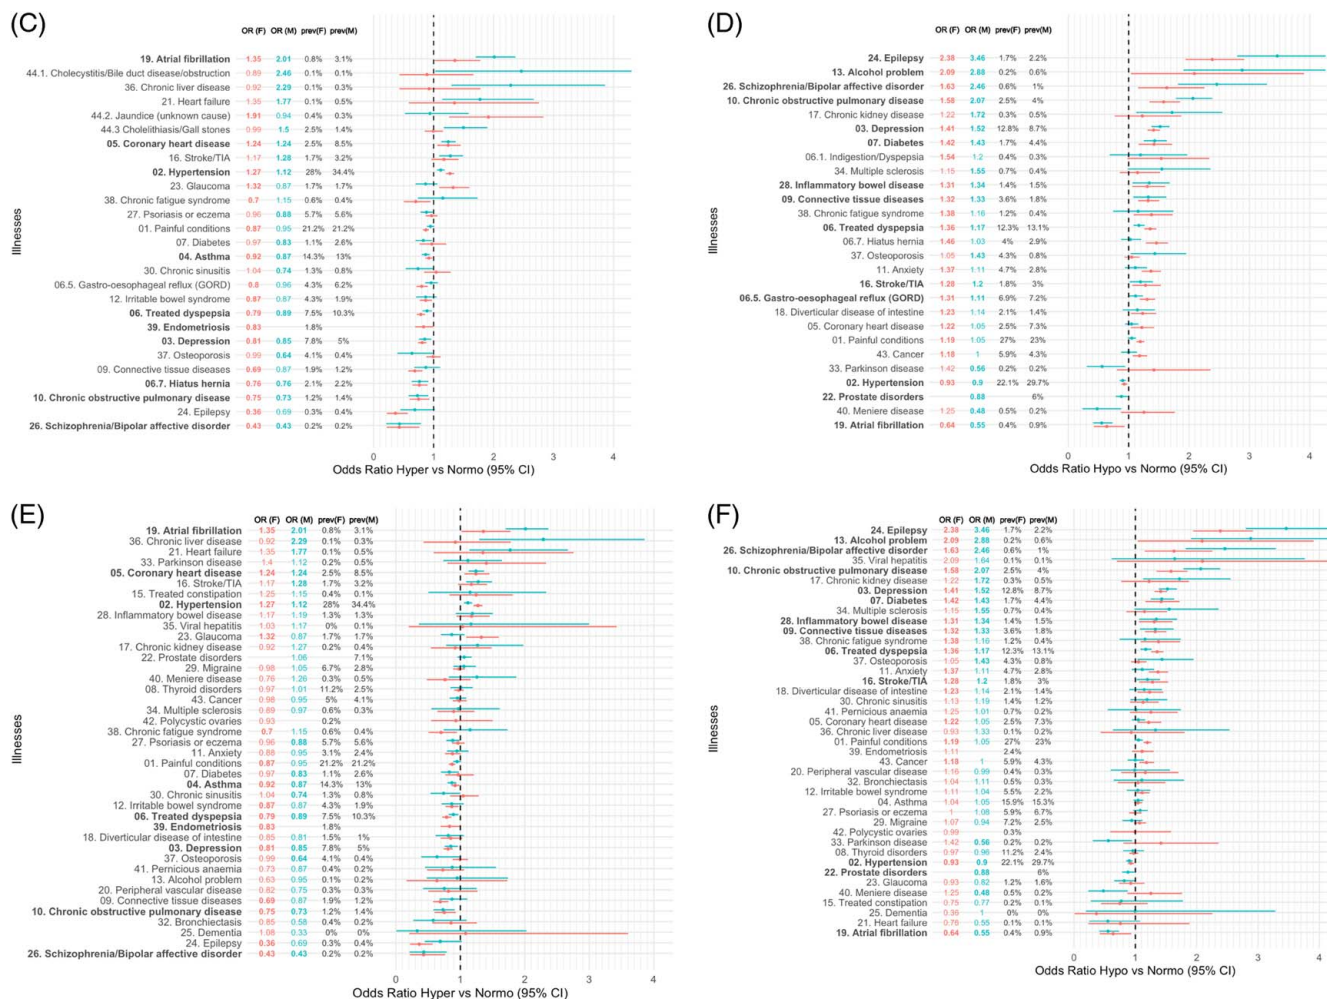 (C)
OR (F) OR (M) prev(F) prev(M)
19. Atrial fibrillation 1.35 2.01 0.8% 3.1%
44.1. Cholecystitis/Bile duct disease/obstruction 0.89 2.46 0.1% 0.1%
36. Chronic liver disease 0.92 2.29 0.1% 0.3%
21. Heart failure 1.35 1.77 0.1% 0.5%
44.2. Jaundice (unknown cause) 1.91 0.94 0.4% 0.3%
44.3 Cholelithiasis/Gall stones 0.99 1.5 2.5% 1.4%
05. Coronary heart disease 1.24 1.24 2.5% 8.5%
16. Stroke/TIA 1.17 1.28 1.7% 3.2%
02. Hypertension 1.27 1.12 28% 34.4%
23. Glaucoma 1.32 0.87 1.7% 1.7%
38. Chronic fatigue syndrome 0.7 1.15 0.6% 0.4%
27. Psoriasis or eczema 0.96 0.88 5.7% 5.6%
01. Painful conditions 0.87 0.95 21.2% 21.2%
07. Diabetes 0.97 0.83 1.1% 2.6%
04. Asthma 0.92 0.87 14.3% 13%
30. Chronic sinusitis 1.04 0.74 1.3% 0.8%
06.5. Gastro-oesophageal reflux (GORD) 0.8 0.96 4.3% 6.2%
12. Irritable bowel syndrome 0.87 0.87 4.3% 1.9%
06. Treated dyspepsia 0.79 0.89 7.5% 10.3%
39. Endometriosis 0.83 1.8%
03. Depression 0.81 0.85 7.8% 5%
37. Osteoporosis 0.99 0.64 4.1% 0.4%
09. Connective tissue diseases 0.69 0.87 1.9% 1.2%
06.7. Hiatus hernia 0.76 0.76 2.1% 2.2%
10. Chronic obstructive pulmonary disease 0.75 0.73 1.2% 1.4%
24. Epilepsy 0.36 0.69 0.3% 0.4%
26. Schizophrenia/Bipolar affective disorder 0.43 0.43 0.2% 0.2%
Illnesses
0 1 2 3 4
Odds Ratio Hyper vs Normo (95% CI)
(D)
OR (F) OR (M) prev(F) prev(M)
24. Epilepsy 2.38 3.46 1.7% 2.2%
13. Alcohol problem 2.09 2.88 0.2% 0.6%
26. Schizophrenia/Bipolar affective disorder 1.63 2.46 0.6% 1%
10. Chronic obstructive pulmonary disease 1.58 2.07 2.5% 4%
17. Chronic kidney disease 1.22 1.72 0.3% 0.5%
03. Depression 1.41 1.52 12.8% 8.7%
07. Diabetes 1.42 1.43 1.7% 4.4%
06.1. Indigestion/Dyspepsia 1.54 1.2 0.4% 0.3%
34. Multiple sclerosis 1.15 1.55 0.7% 0.4%
28. Inflammatory bowel disease 1.31 1.34 1.4% 1.5%
09. Connective tissue diseases 1.32 1.33 3.6% 1.8%
38. Chronic fatigue syndrome 1.38 1.16 1.2% 0.4%
06. Treated dyspepsia 1.36 1.17 12.3% 13.1%
06.7. Hiatus hernia 1.46 1.03 4% 2.9%
37. Osteoporosis 1.05 1.43 4.3% 0.8%
11. Anxiety 1.37 1.11 4.7% 2.8%
16. Stroke/TIA 1.28 1.2 1.8% 3%
06.5. Gastro-oesophageal reflux (GORD) 1.31 1.11 6.9% 7.2%
18. Diverticular disease of intestine 1.23 1.14 2.1% 1.4%
05. Coronary heart disease 1.22 1.05 2.5% 7.3%
01. Painful conditions 1.19 1.05 27% 23%
43. Cancer 1.18 1 5.9% 4.3%
33. Parkinson disease 1.42 0.56 0.2% 0.2%
02. Hypertension 0.93 0.9 22.1% 29.7%
22. Prostate disorders 0.88 6%
40. Meniere disease 1.25 0.48 0.5% 0.2%
19. Atrial fibrillation 0.64 0.55 0.4% 0.9%
Illnesses
0 1 2 3 4
Odds Ratio Hypo vs Normo (95% CI)
(E)
OR (F) OR (M) prev(F) prev(M)
19. Atrial fibrillation 1.35 2.01 0.8% 3.1%
36. Chronic liver disease 0.92 2.29 0.1% 0.3%
21. Heart failure 1.35 1.77 0.1% 0.5%
33. Parkinson disease 1.4 1.12 0.2% 0.5%
05. Coronary heart disease 1.24 1.24 2.5% 8.5%
16. Stroke/TIA 1.17 1.28 1.7% 3.2%
15. Treated constipation 1.25 1.15 0.4% 0.1%
02. Hypertension 1.27 1.12 28% 34.4%
28. Inflammatory bowel disease 1.17 1.19 1.3% 1.3%
35. Viral hepatitis 1.03 1.17 0% 0.1%
23. Glaucoma 1.32 0.87 1.7% 1.7%
17. Chronic kidney disease 0.92 1.27 0.2% 0.4%
22. Prostate disorders 1.06 7.1%
29. Migraine 0.98 1.05 6.7% 2.8%
40. Meniere disease 0.76 1.26 0.3% 0.5%
08. Thyroid disorders 0.97 1.01 11.2% 2.5%
43. Cancer 0.98 0.95 5% 4.1%
34. Multiple sclerosis 0.89 0.97 0.6% 0.3%
42. Polycystic ovaries 0.93 0.2%
38. Chronic fatigue syndrome 0.7 1.15 0.6% 0.4%
27. Psoriasis or eczema 0.96 0.88 5.7% 5.6%
11. Anxiety 0.88 0.95 3.1% 2.4%
01. Painful conditions 0.87 0.95 21.2% 21.2%
07. Diabetes 0.97 0.83 1.1% 2.6%
04. Asthma 0.92 0.87 14.3% 13%
30. Chronic sinusitis 1.04 0.74 1.3% 0.8%
12. Irritable bowel syndrome 0.87 0.87 4.3% 1.9%
06. Treated dyspepsia 0.79 0.89 7.5% 10.3%
39. Endometriosis 0.83 1.8%
18. Diverticular disease of intestine 0.85 0.81 1.5% 1%
03. Depression 0.81 0.85 7.8% 5%
37. Osteoporosis 0.99 0.64 4.1% 0.4%
41. Pernicious anaemia 0.73 0.87 0.4% 0.2%
13. Alcohol problem 0.63 0.95 0.1% 0.2%
20. Peripheral vascular disease 0.82 0.75 0.3% 0.3%
09. Connective tissue diseases 0.69 0.87 1.9% 1.2%
10. Chronic obstructive pulmonary disease 0.75 0.73 1.2% 1.4%
32. Bronchiectasis 0.85 0.58 0.4% 0.2%
25. Dementia 1.08 0.33 0% 0%
24. Epilepsy 0.36 0.69 0.3% 0.4%
26. Schizophrenia/Bipolar affective disorder 0.43 0.43 0.2% 0.2%
Illnesses
0 1 2 3 4
Odds Ratio Hyper vs Normo (95% CI)
(F)
OR (F) OR (M) prev(F) prev(M)
24. Epilepsy 2.38 3.46 1.7% 2.2%
13. Alcohol problem 2.09 2.88 0.2% 0.6%
26. Schizophrenia/Bipolar affective disorder 1.63 2.46 0.6% 1%
35. Viral hepatitis 2.09 1.64 0.1% 0.1%
10. Chronic obstructive pulmonary disease 1.58 2.07 2.5% 4%
17. Chronic kidney disease 1.22 1.72 0.3% 0.5%
03. Depression 1.41 1.52 12.8% 8.7%
07. Diabetes 1.42 1.43 1.7% 4.4%
34. Multiple sclerosis 1.15 1.55 0.7% 0.4%
28. Inflammatory bowel disease 1.31 1.34 1.4% 1.5%
09. Connective tissue diseases 1.32 1.33 3.6% 1.8%
38. Chronic fatigue syndrome 1.38 1.16 1.2% 0.4%
06. Treated dyspepsia 1.36 1.17 12.3% 13.1%
37. Osteoporosis 1.05 1.43 4.3% 0.8%
11. Anxiety 1.37 1.11 4.7% 2.8%
16. Stroke/TIA 1.28 1.2 1.8% 3%
18. Diverticular disease of intestine 1.23 1.14 2.1% 1.4%
30. Chronic sinusitis 1.13 1.19 1.4% 1.2%
41. Pernicious anaemia 1.25 1.01 0.7% 0.2%
05. Coronary heart disease 1.22 1.05 2.5% 7.3%
36. Chronic liver disease 0.93 1.33 0.1% 0.2%
01. Painful conditions 1.19 1.05 27% 23%
39. Endometriosis 1.11 2.4%
43. Cancer 1.18 1 5.9% 4.3%
20. Peripheral vascular disease 1.16 0.99 0.4% 0.3%
32. Bronchiectasis 1.04 1.11 0.5% 0.3%
12. Irritable bowel syndrome 1.11 1.04 5.5% 2.2%
04. Asthma 1.04 1.05 15.9% 15.3%
27. Psoriasis or eczema 1 1.08 5.9% 6.7%
29. Migraine 1.07 0.94 7.2% 2.5%
42. Polycystic ovaries 0.99 0.3%
33. Parkinson disease 1.42 0.56 0.2% 0.2%
08. Thyroid disorders 0.97 0.96 11.2% 2.4%
02. Hypertension 0.93 0.9 22.1% 29.7%
22. Prostate disorders 0.88 6%
23. Glaucoma 0.93 0.82 1.2% 1.6%
40. Meniere disease 1.25 0.48 0.5% 0.2%
15. Treated constipation 0.75 0.77 0.2% 0.1%
25. Dementia 0.36 1 0% 0%
21. Heart failure 0.76 0.55 0.1% 0.1%
19. Atrial fibrillation 0.64 0.55 0.4% 0.9%
Illnesses
0 1 2 3 4
Odds Ratio Hypo vs Normo (95% CI)